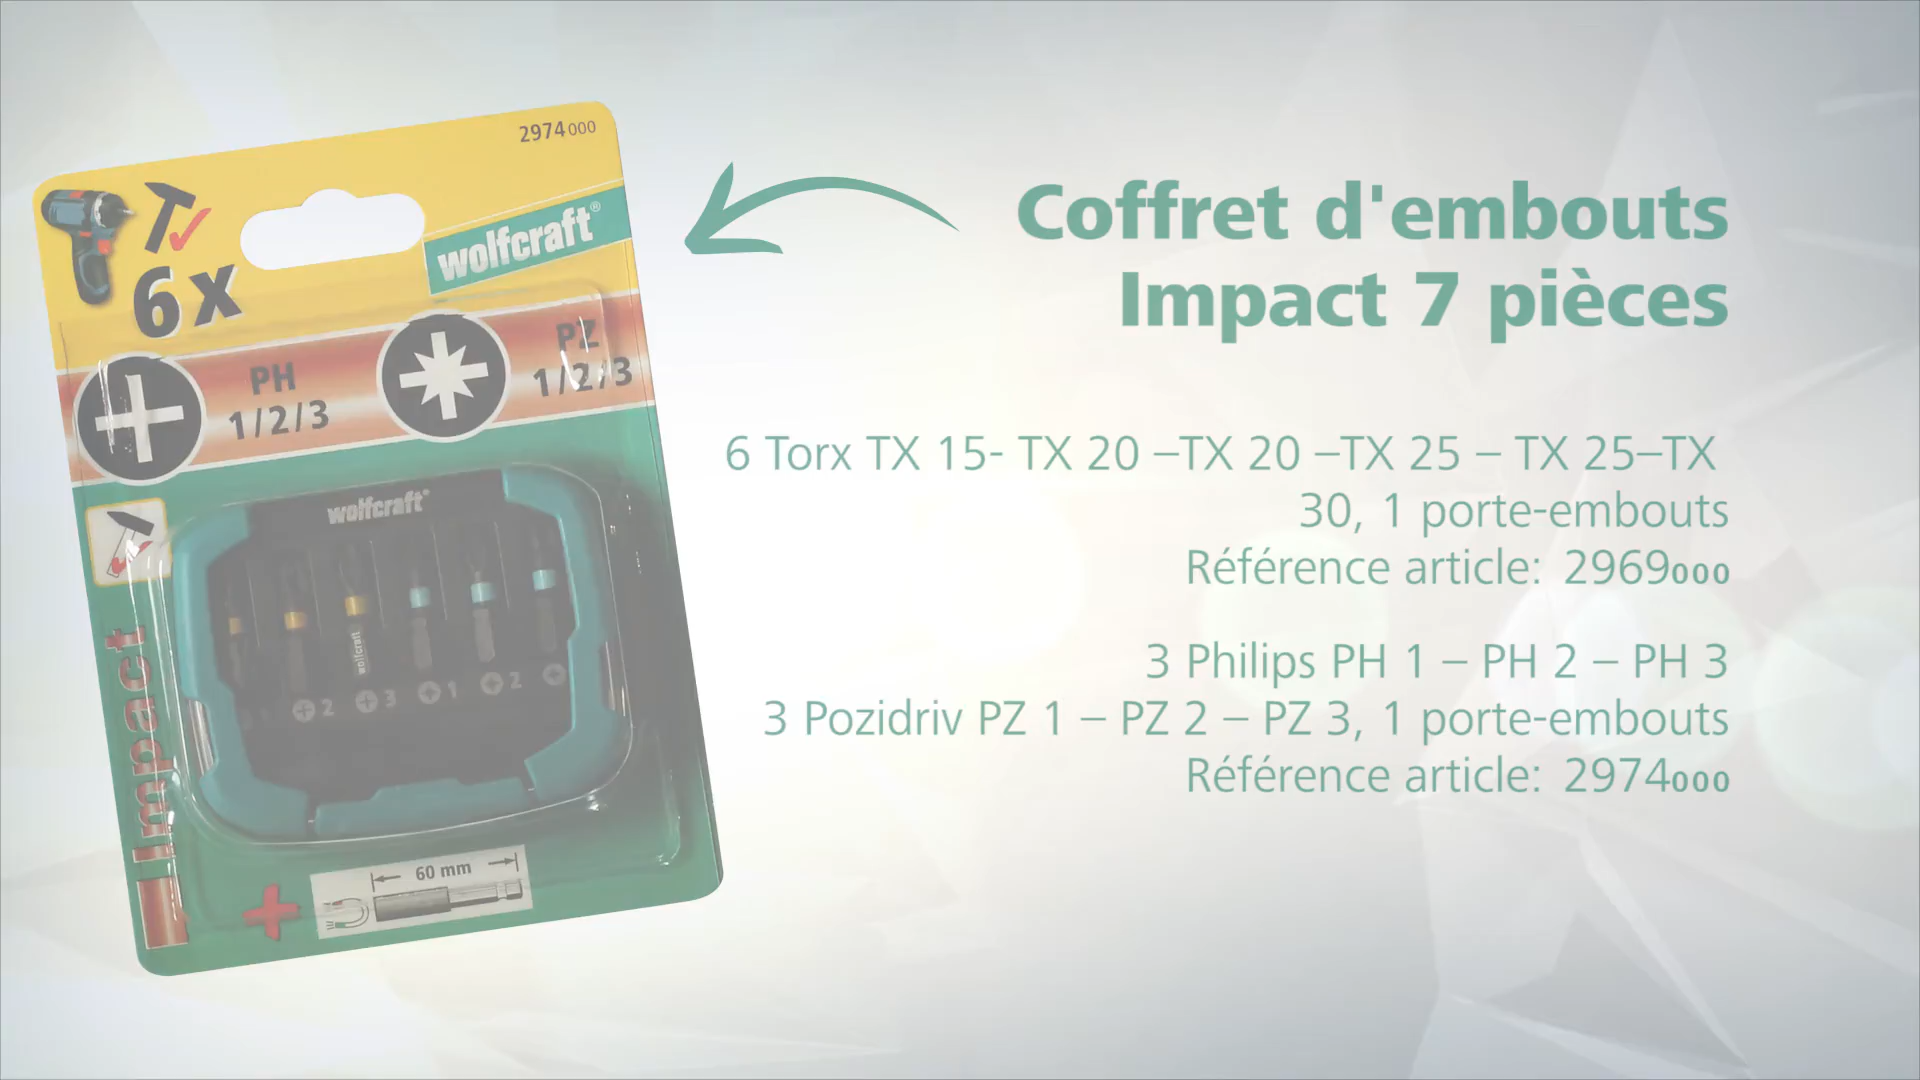 2974000
wolfcraft®
6x
PH
1/2/3
PZ
1/2/3
wolfcraft®
wolfcraft
2
3
1
2
Impact
60 mm
Coffret d'embouts
Impact 7 pièces
6 Torx TX 15- TX 20 –TX 20 –TX 25 – TX 25–TX
30, 1 porte-embouts
Référence article: 2969000
3 Philips PH 1 – PH 2 – PH 3
3 Pozidriv PZ 1 – PZ 2 – PZ 3, 1 porte-embouts
Référence article: 2974000